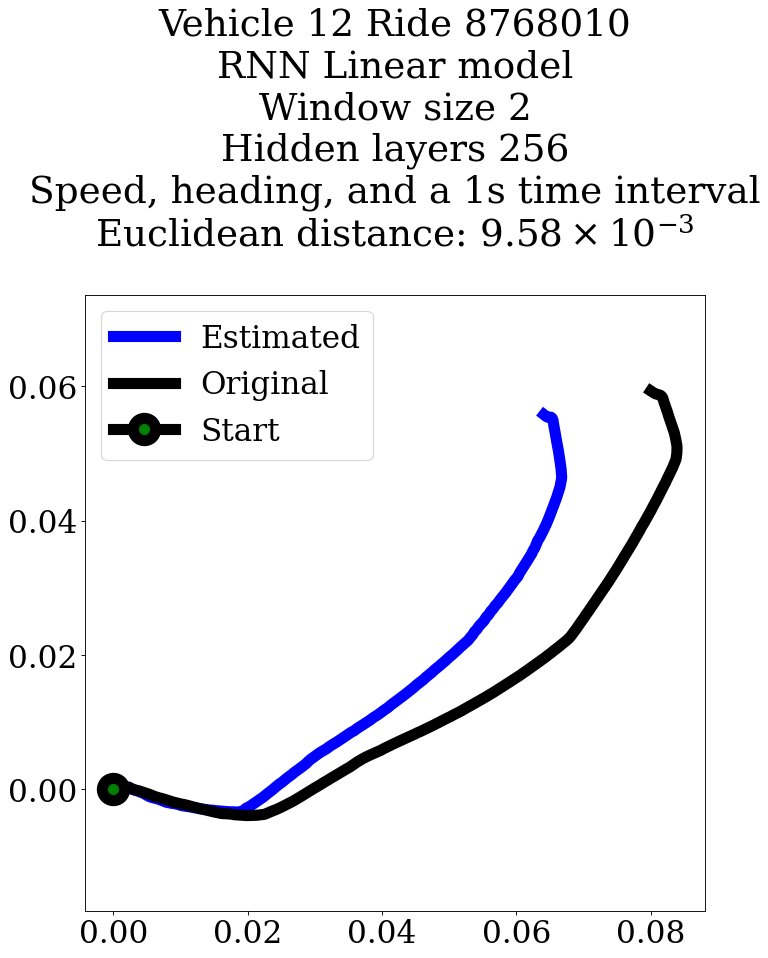 Vehicle 12 Ride 8768010
RNN Linear model
Window size 2
Hidden layers 256
Speed, heading, and a 1s time interval
Euclidean distance: 9.58 × 10⁻³
Estimated
Original
Start
0.06
0.04
0.02
0.00
0.00 0.02 0.04 0.06 0.08